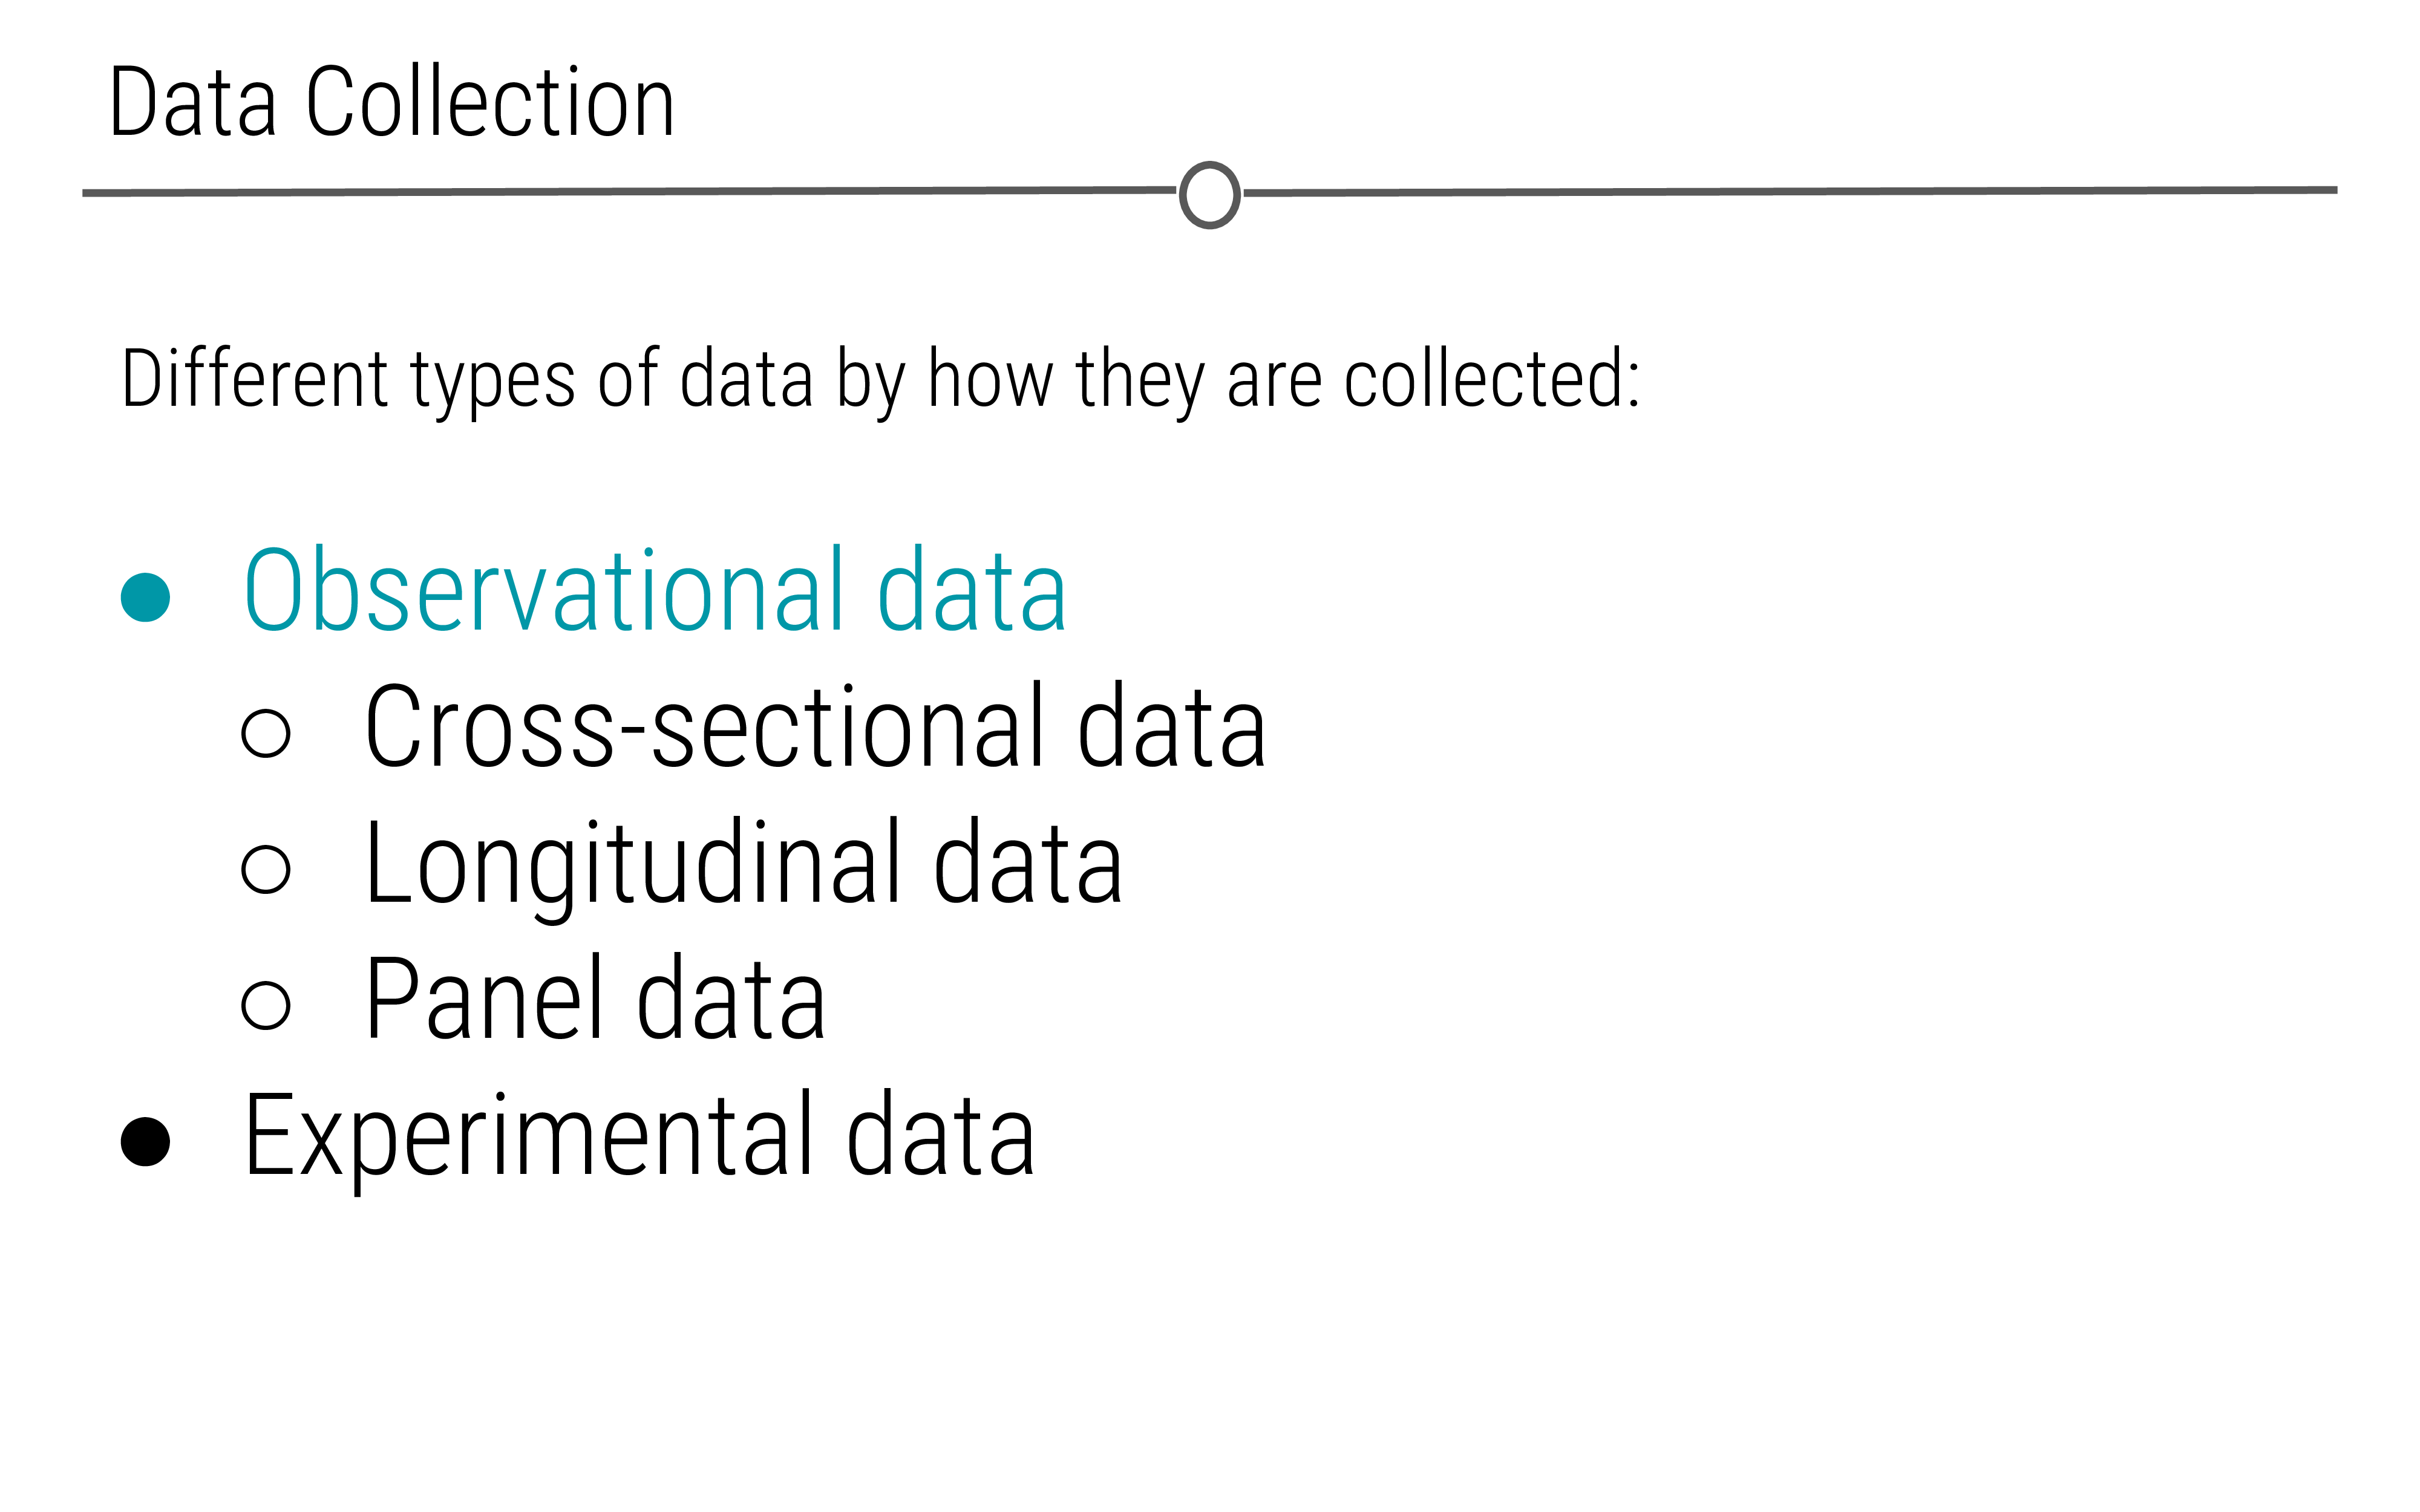 Data Collection
Different types of data by how they are collected:
● Observational data
○ Cross-sectional data
○ Longitudinal data
○ Panel data
● Experimental data